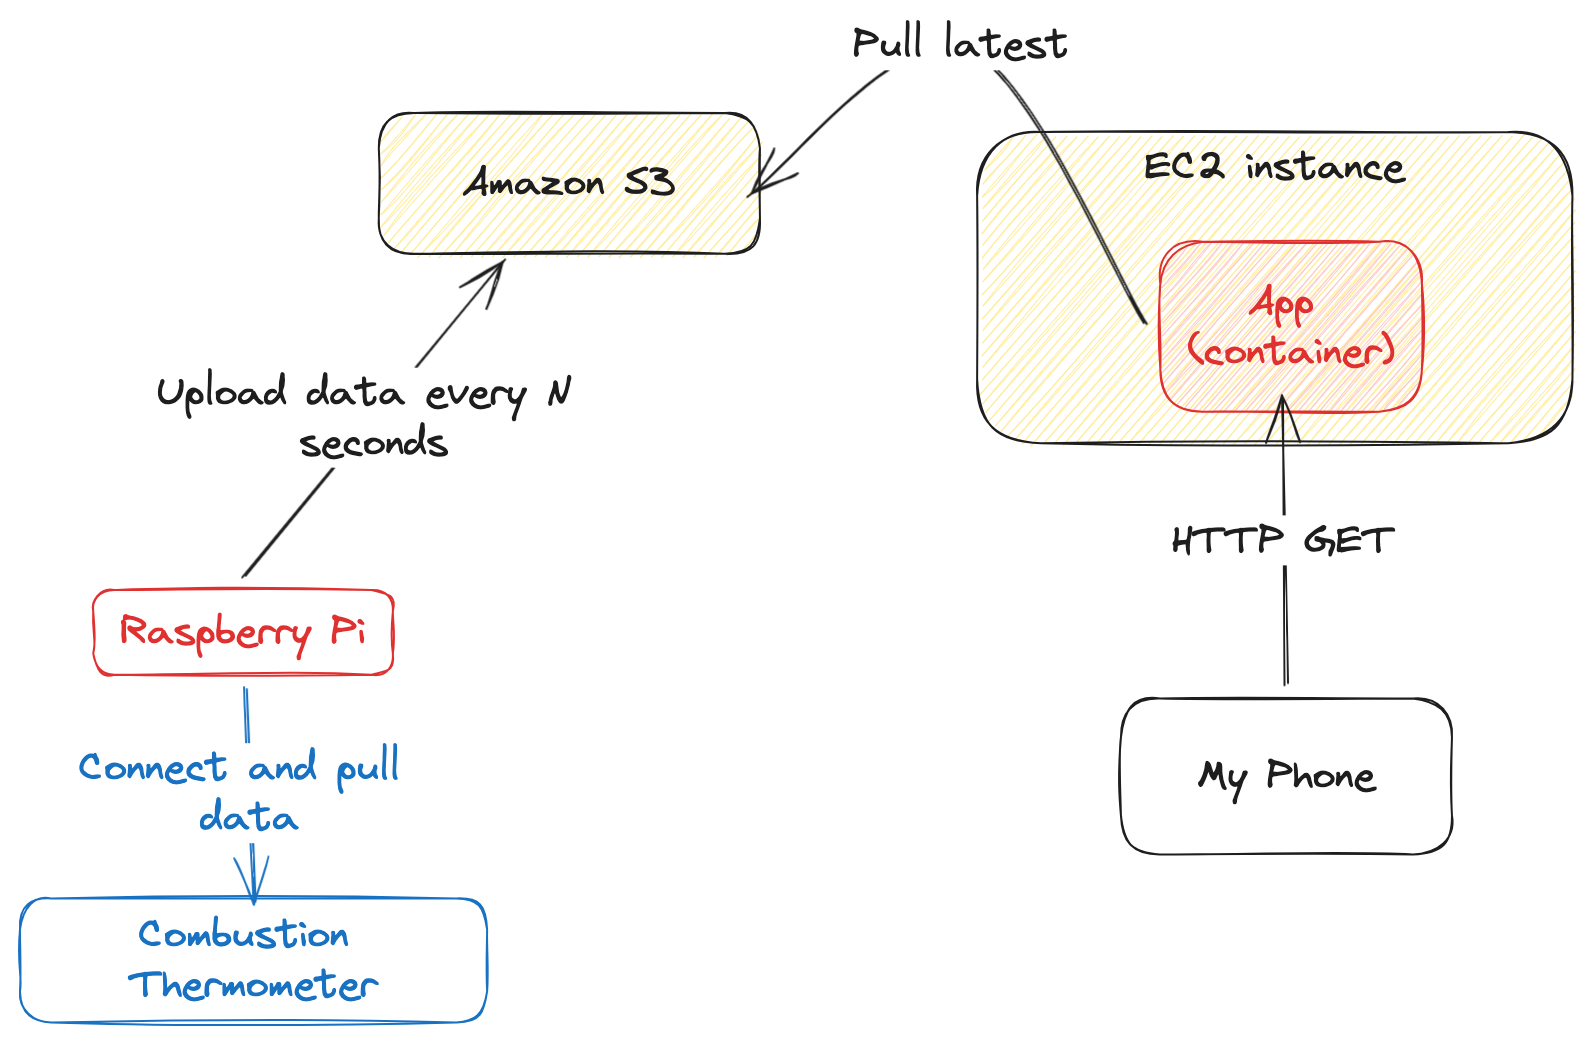 Pull latest
Amazon S3
EC2 instance
App
(container)
Upload data every N
seconds
HTTP GET
Raspberry Pi
Connect and pull
data
My Phone
Combustion
Thermometer